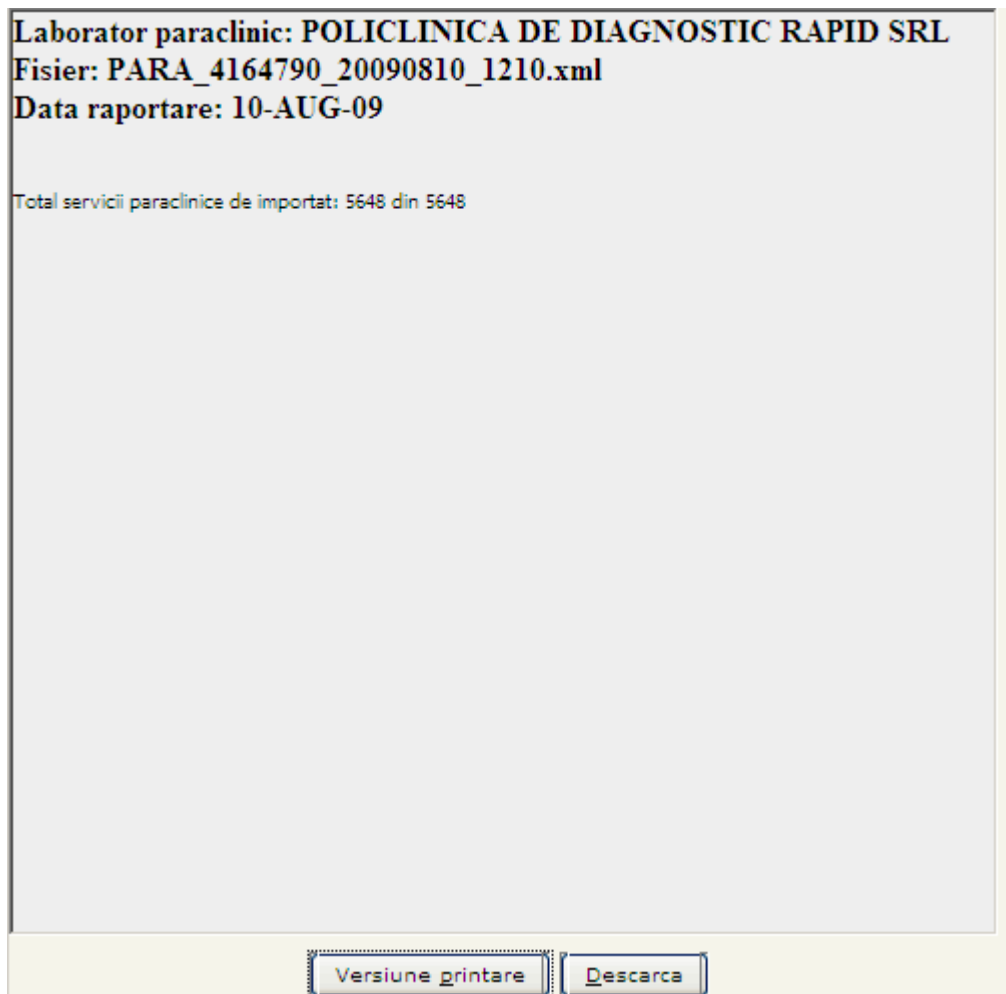 Laborator paraclinic: POLICLINICA DE DIAGNOSTIC RAPID SRL
Fisier: PARA_4164790_20090810_1210.xml
Data raportare: 10-AUG-09
Total servicii paraclinice de importat: 5648 din 5648
Versiune printare Descarca